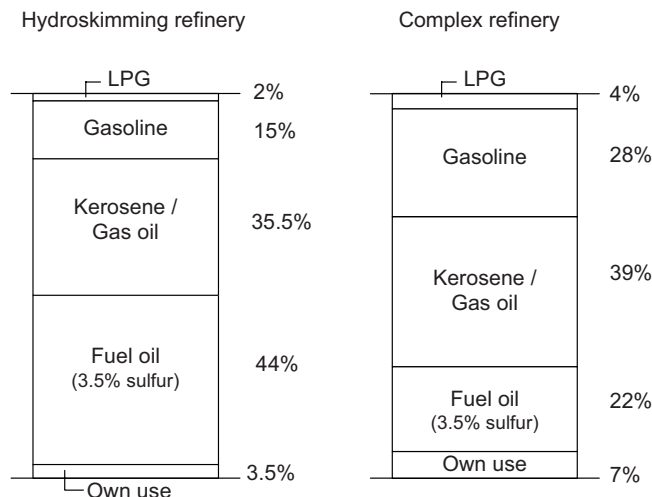 Hydroskimming refinery
LPG
2%
Gasoline
15%
Kerosene /
Gas oil
35.5%
Fuel oil
(3.5% sulfur)
44%
3.5%
Own use
Complex refinery
LPG
4%
Gasoline
28%
Kerosene /
Gas oil
39%
Fuel oil
(3.5% sulfur)
22%
Own use
7%